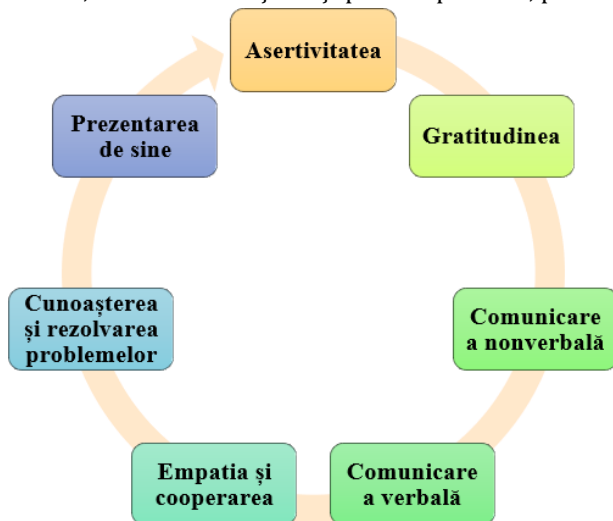 Asertivitatea
Gratitudinea
Comunicare
a nonverbală
Comunicare
a verbală
Empatia și
cooperarea
Cunoașterea
și rezolvarea
problemelor
Prezentarea
de sine